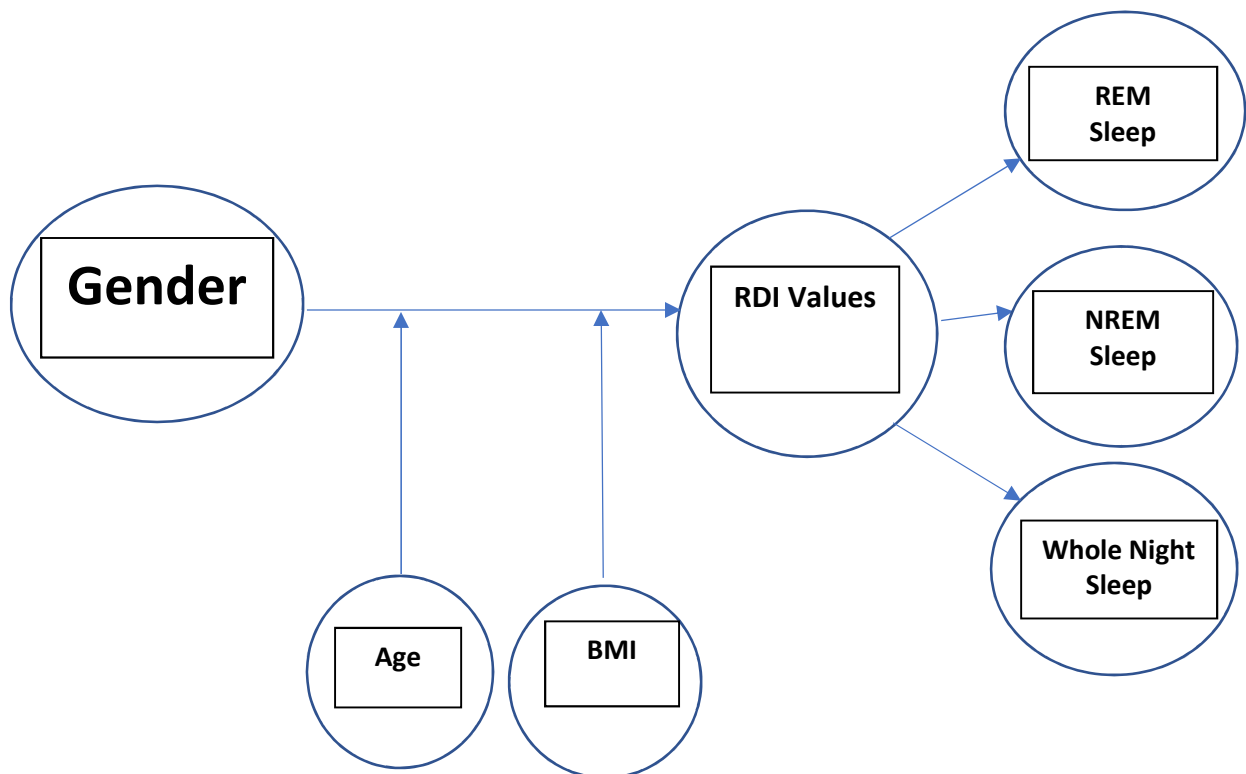 REM
Sleep
Gender
RDI Values
NREM
Sleep
Whole Night
Sleep
Age
BMI